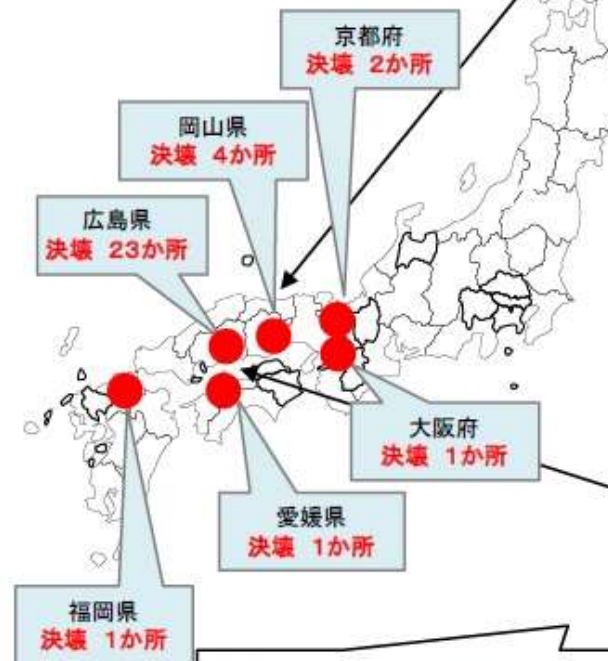 京都府
決壊 2か所
岡山県
決壊 4か所
広島県
決壊 23か所
大阪府
決壊 1か所
愛媛県
決壊 1か所
福岡県
決壊 1か所